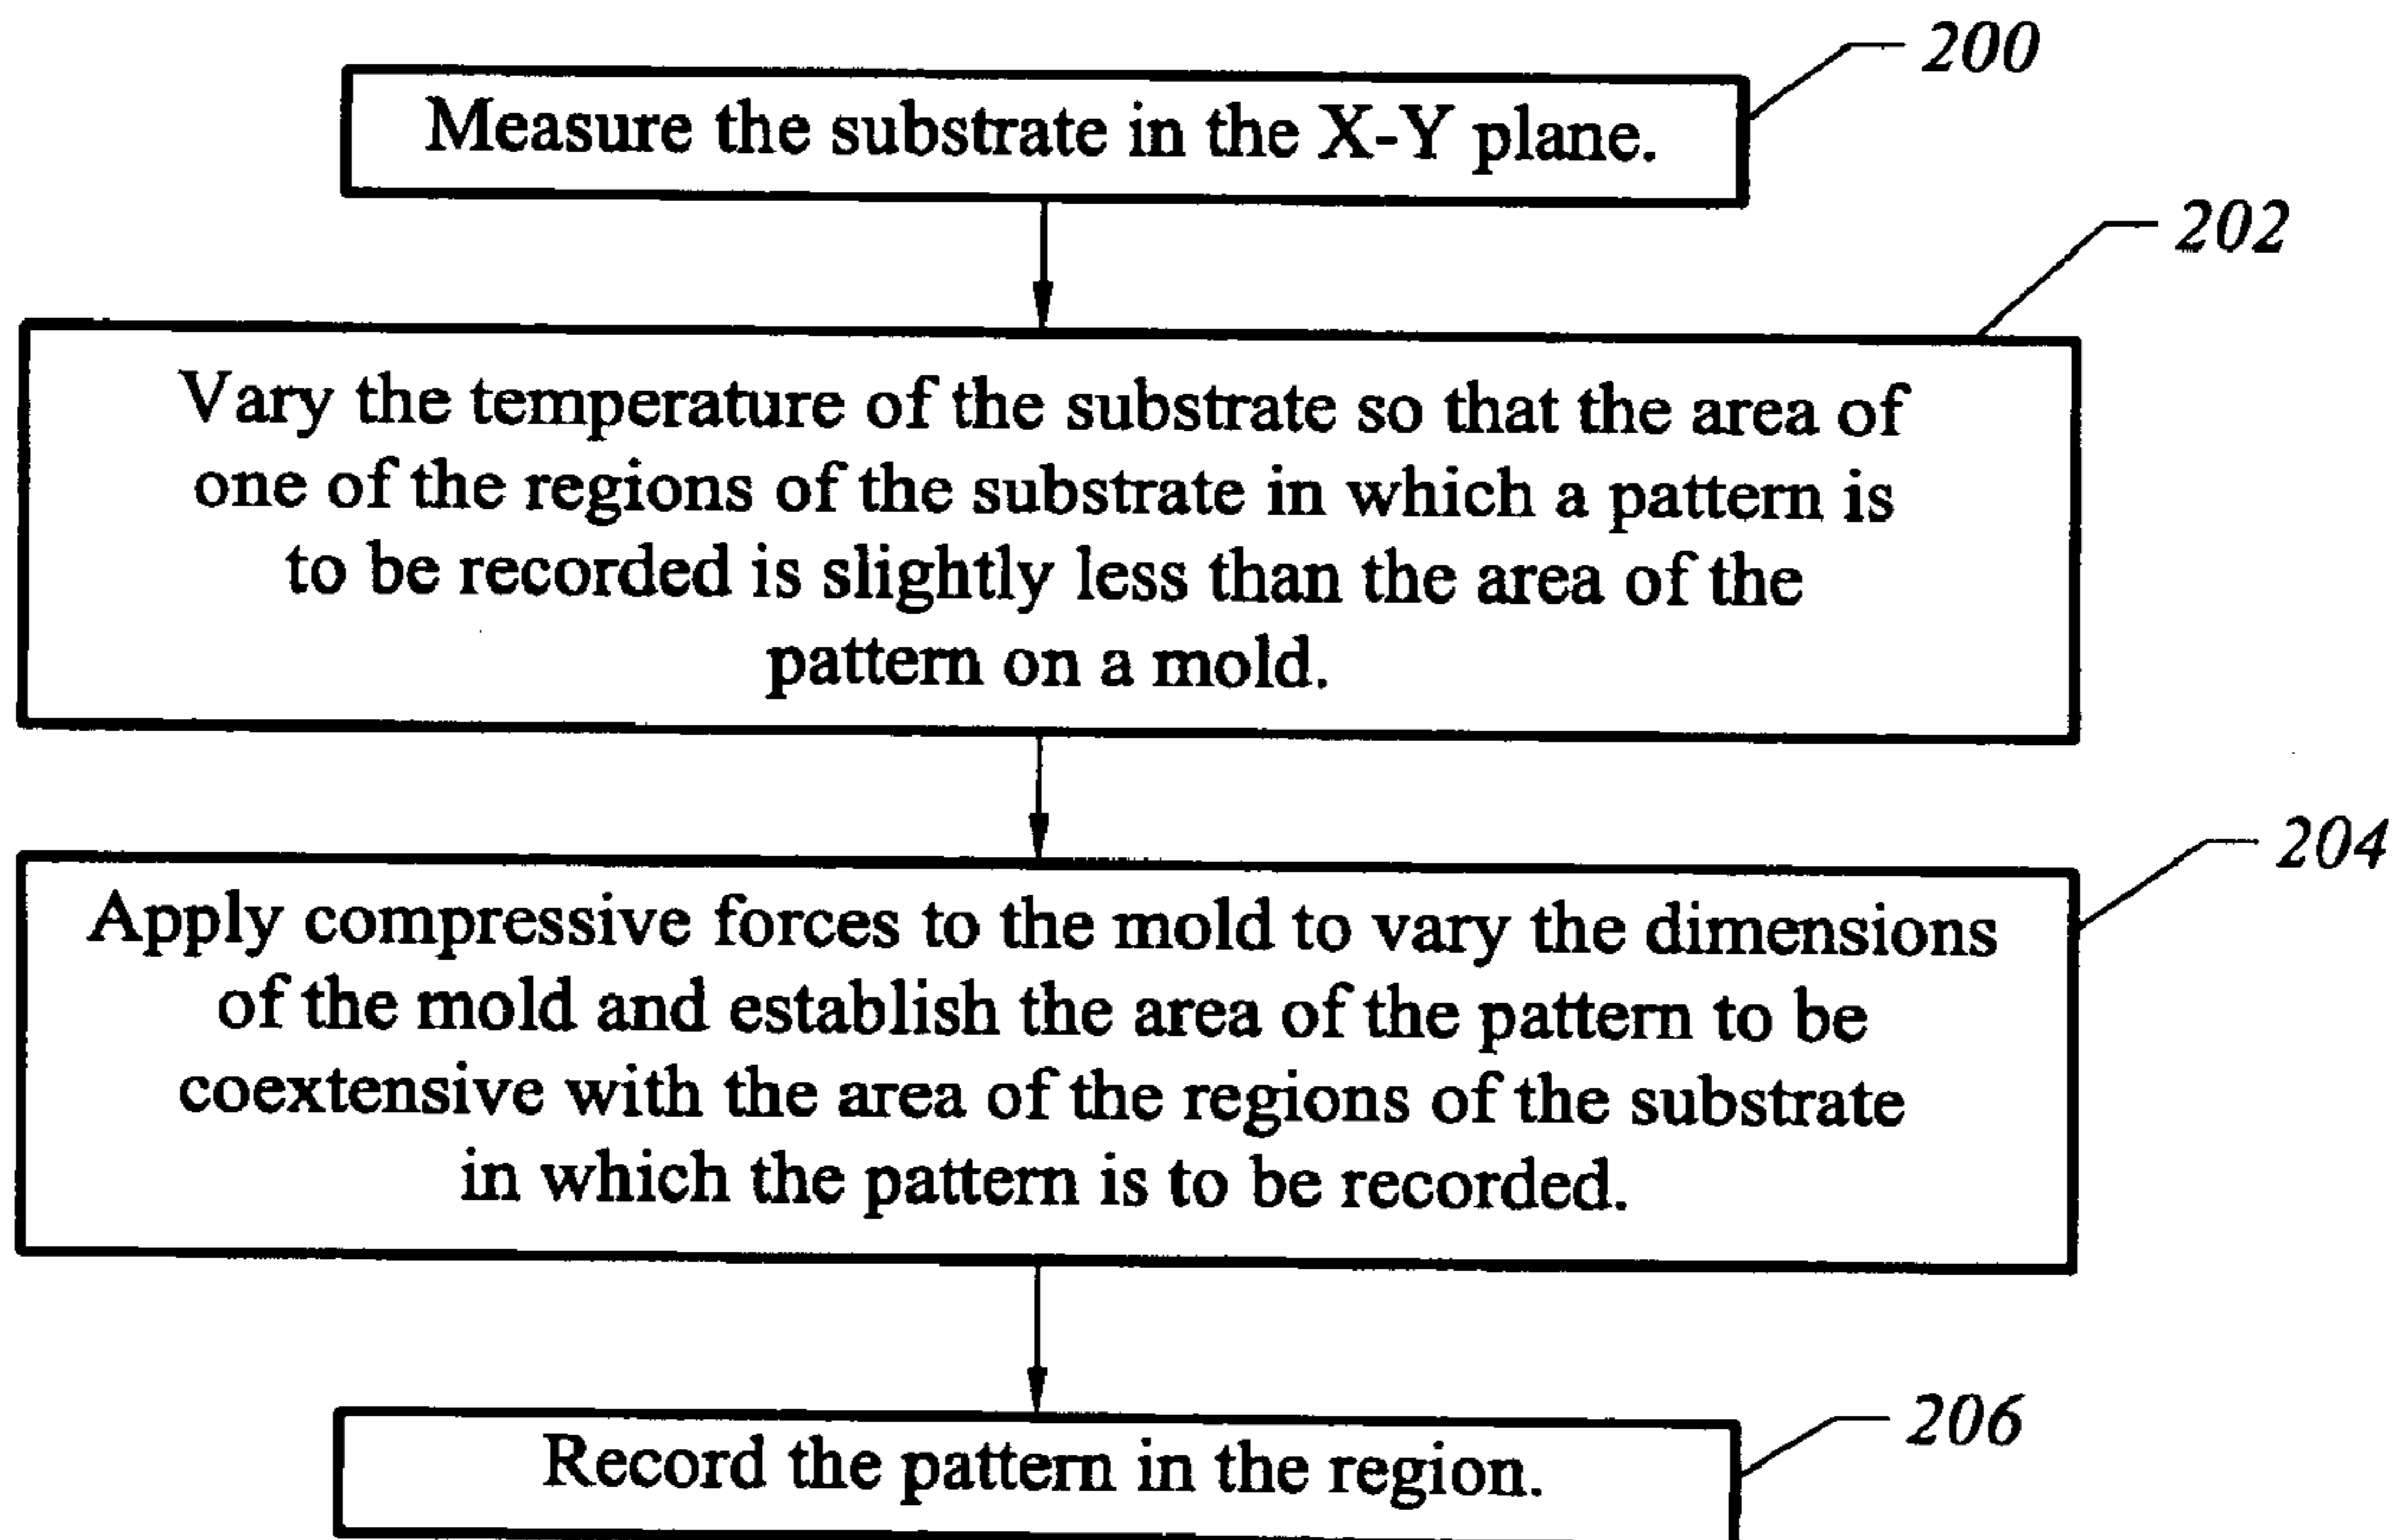 200
Measure the substrate in the X-Y plane.
202
Vary the temperature of the substrate so that the area of
one of the regions of the substrate in which a pattern is
to be recorded is slightly less than the area of the
pattern on a mold.
204
Apply compressive forces to the mold to vary the dimensions
of the mold and establish the area of the pattern to be
coextensive with the area of the regions of the substrate
in which the pattern is to be recorded.
206
Record the pattern in the region.